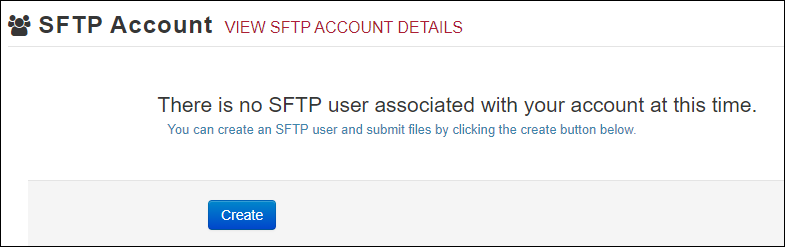 SFTP Account VIEW SFTP ACCOUNT DETAILS
There is no SFTP user associated with your account at this time.
You can create an SFTP user and submit files by clicking the create button below.
Create